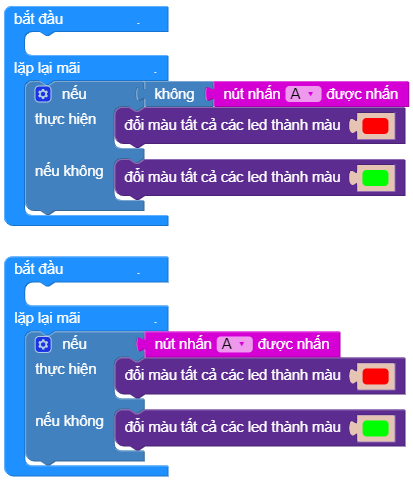 bắt đầu .
lặp lại mãi .
nếu không nút nhấn A được nhấn
thực hiện đổi màu tất cả các led thành màu
nếu không đổi màu tất cả các led thành màu
bắt đầu .
lặp lại mãi .
nếu nút nhấn A được nhấn
thực hiện đổi màu tất cả các led thành màu
nếu không đổi màu tất cả các led thành màu